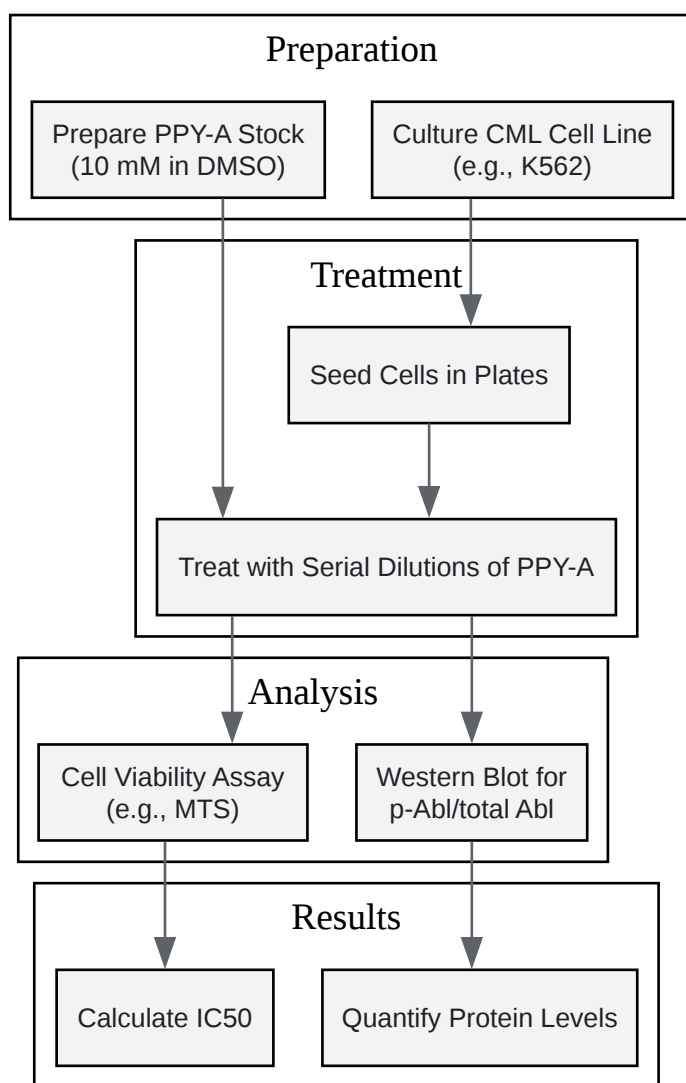 Preparation
Prepare PPY-A Stock
(10 mM in DMSO)
Culture CML Cell Line
(e.g., K562)
Treatment
Seed Cells in Plates
Treat with Serial Dilutions of PPY-A
Analysis
Cell Viability Assay
(e.g., MTS)
Western Blot for
p-Abl/total Abl
Results
Calculate IC50
Quantify Protein Levels